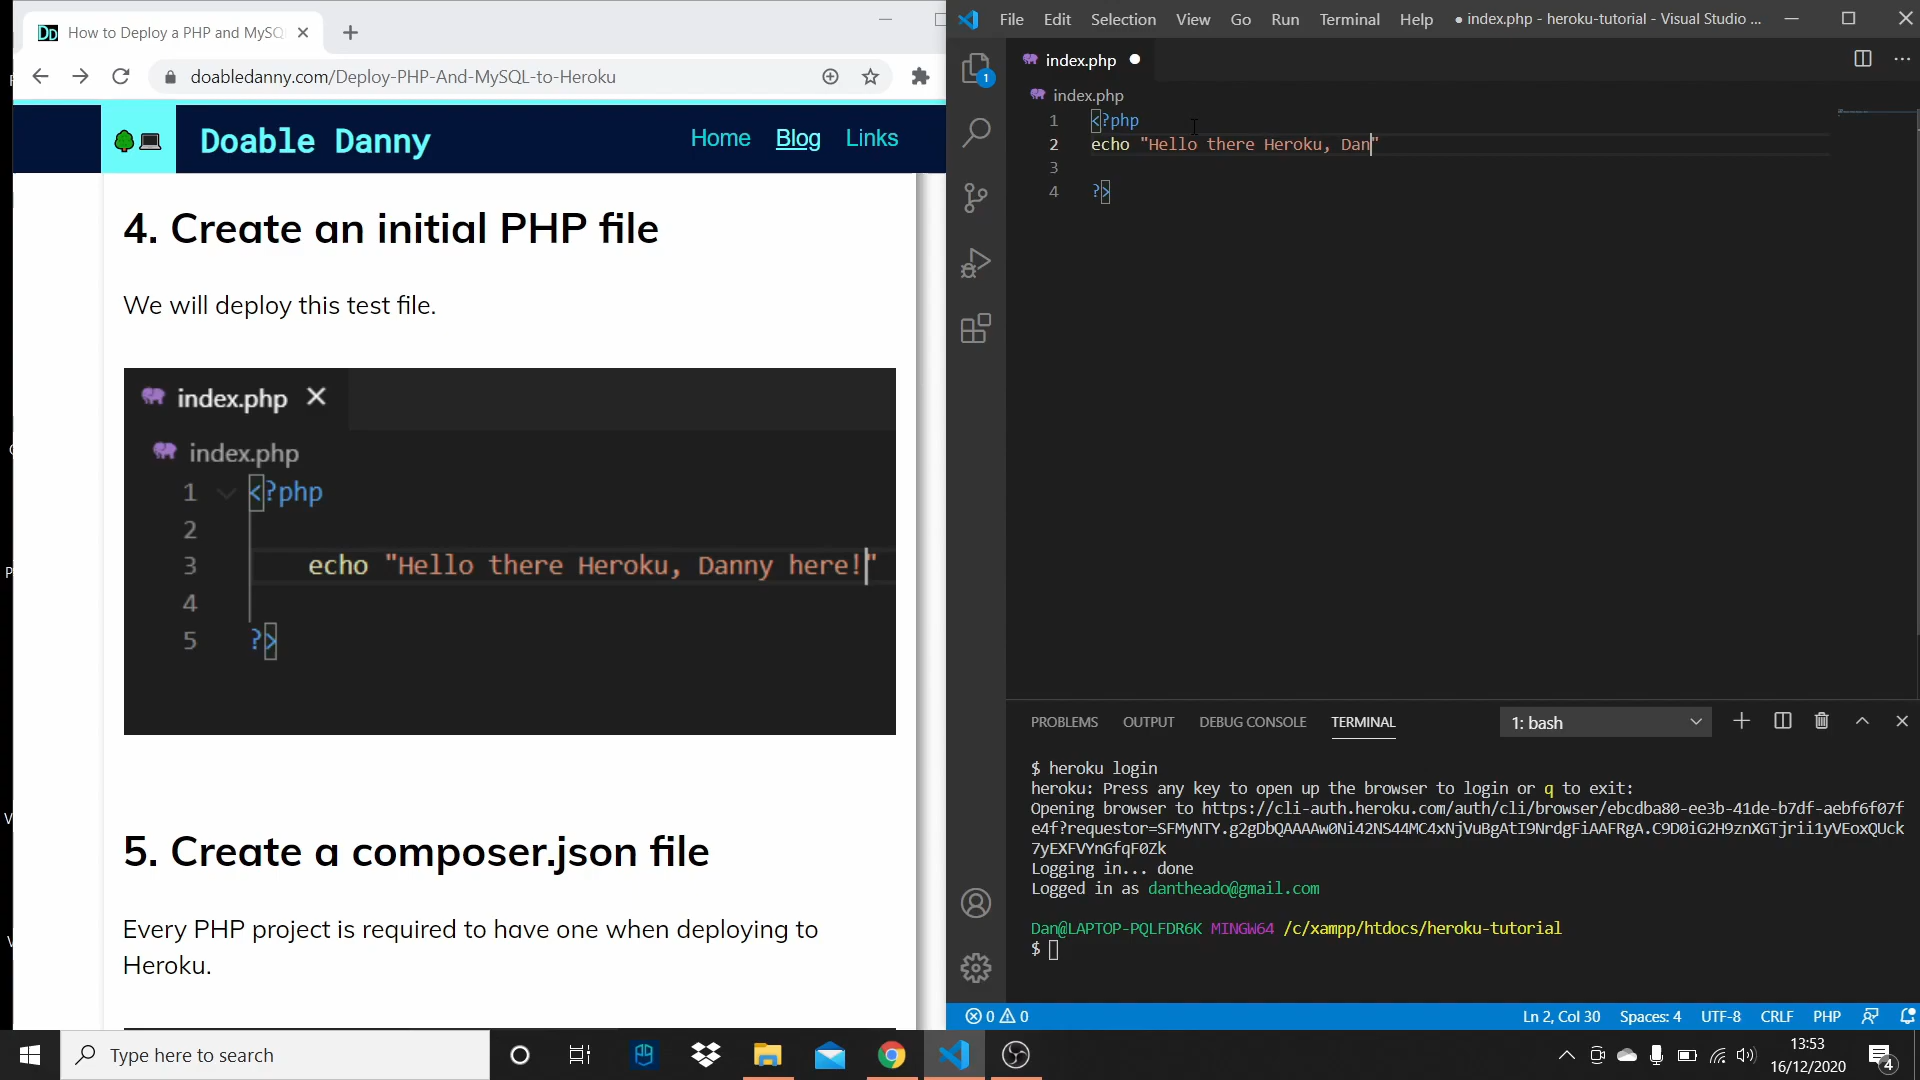 How to Deploy a PHP and MySQ
doabledanny.com/Deploy-PHP-And-MySQL-to-Heroku
Doable Danny
Home Blog Links
4. Create an initial PHP file
We will deploy this test file.
index.php
index.php
1 <?php
2
3 echo "Hello there Heroku, Danny here!"
4
5 ?>
5. Create a composer.json file
Every PHP project is required to have one when deploying to
Heroku.
File Edit Selection View Go Run Terminal Help ● index.php - heroku-tutorial - Visual Studio ...
1
index.php
index.php
1 <?php
2 echo "Hello there Heroku, Dan"
3
4 ?>
PROBLEMS OUTPUT DEBUG CONSOLE TERMINAL 1: bash
$ heroku login
heroku: Press any key to open up the browser to login or q to exit:
Opening browser to https://cli-auth.heroku.com/auth/cli/browser/ebcdba80-ee3b-41de-b7df-aebf6f07f
e4f?requestor=SFMyNTY.g2gDbQAAAAw0Ni42NS44MC4xNjVuBgAtI9NrdgFiAAFRgA.C9D0iG2H9znXGTjrii1yVEoxQUck
7yEXFVYnGfqF0Zk
Logging in... done
Logged in as dantheado@gmail.com
Dan@LAPTOP-PQLFDR6K MINGW64 /c/xampp/htdocs/heroku-tutorial
$
0 0 Ln 2, Col 30 Spaces: 4 UTF-8 CRLF PHP
Type here to search
13:53
16/12/2020
4